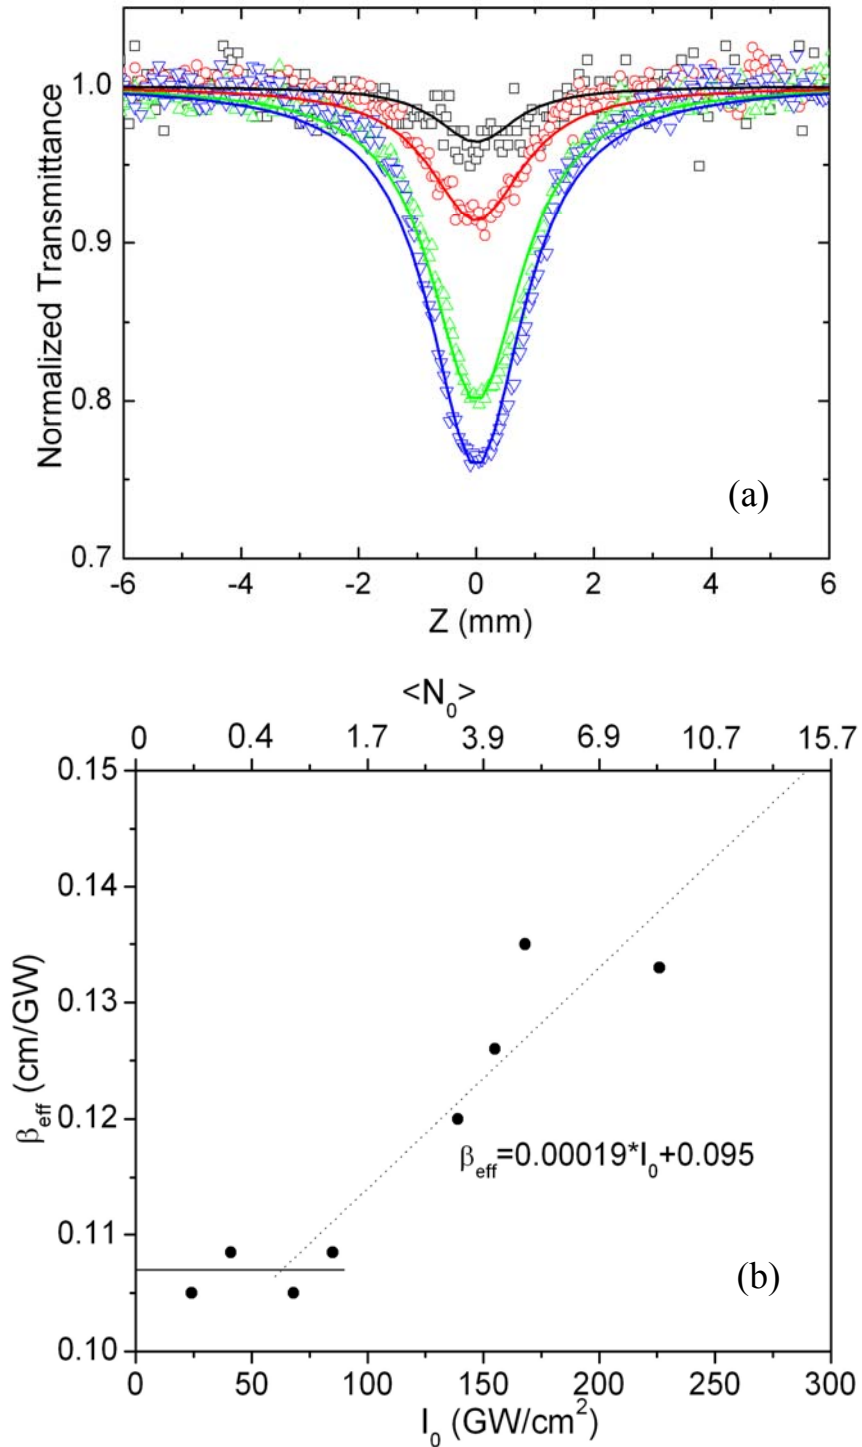 1.0
0.9
0.8
0.7
Normalized Transmittance
(a)
-6 -4 -2 0 2 4 6
Z (mm)
<N₀>
0 0.4 1.7 3.9 6.9 10.7 15.7
0.15
0.14
0.13
0.12
0.11
0.10
β_eff (cm/GW)
β_eff=0.00019*I₀+0.095
(b)
0 50 100 150 200 250 300
I₀ (GW/cm²)